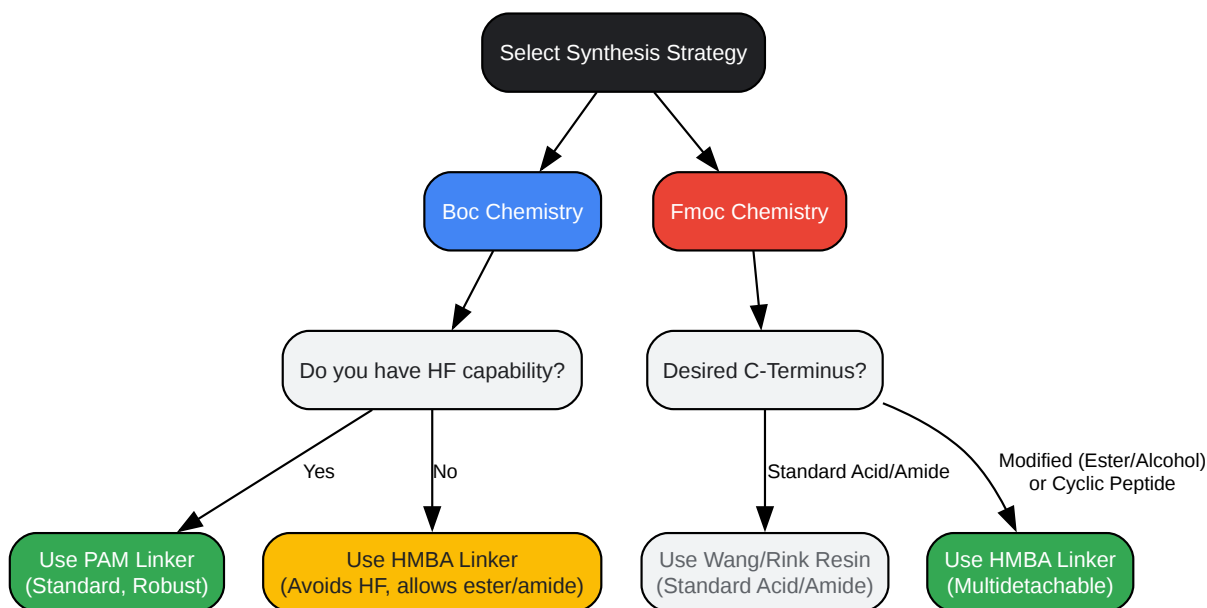 Select Synthesis Strategy
Boc Chemistry
Fmoc Chemistry
Do you have HF capability?
Desired C-Terminus?
Yes
No
Standard Acid/Amide
Modified (Ester/Alcohol)
or Cyclic Peptide
Use PAM Linker
(Standard, Robust)
Use HMBA Linker
(Avoids HF, allows ester/amide)
Use Wang/Rink Resin
(Standard Acid/Amide)
Use HMBA Linker
(Multidetachable)